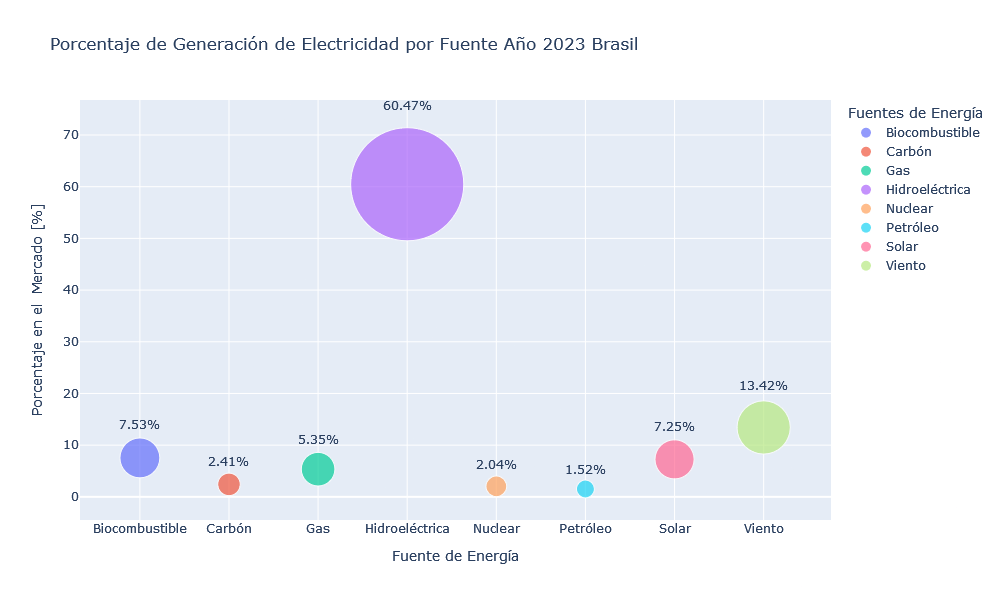 Porcentaje de Generación de Electricidad por Fuente Año 2023 Brasil
Porcentaje en el  Mercado [%]
70
60
50
40
30
20
10
0
60.47%
7.53%
2.41%
5.35%
2.04%
1.52%
7.25%
13.42%
Biocombustible
Carbón
Gas
Hidroeléctrica
Nuclear
Petróleo
Solar
Viento
Fuente de Energía
Fuentes de Energía
Biocombustible
Carbón
Gas
Hidroeléctrica
Nuclear
Petróleo
Solar
Viento